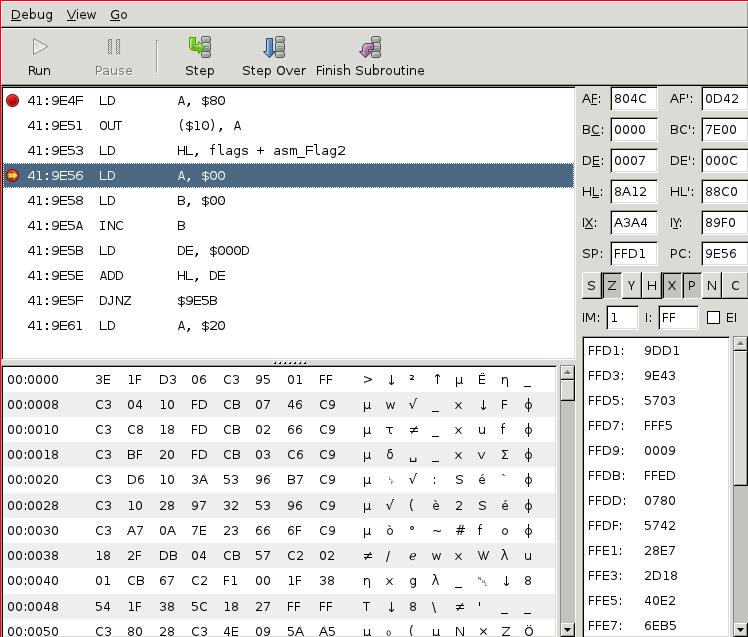 Debug View Go
Run Pause Step Step Over Finish Subroutine
41:9E4F LD A, $80
41:9E51 OUT ($10), A
41:9E53 LD HL, flags + asm_Flag2
41:9E56 LD A, $00
41:9E58 LD B, $00
41:9E5A INC B
41:9E5B LD DE, $000D
41:9E5E ADD HL, DE
41:9E5F DJNZ $9E5B
41:9E61 LD A, $20
AF: 804C AF': 0D42
BC: 0000 BC': 7E00
DE: 0007 DE': 000C
HL: 8A12 HL': 88C0
IX: A3A4 IY: 89F0
SP: FFD1 PC: 9E56
S Z Y H X P N C
IM: 1 I: FF EI
00:0000 3E 1F D3 06 C3 95 01 FF > ↓ ² ↑ µ Ë η _
00:0008 C3 04 10 FD CB 07 46 C9 µ w √ _ x ↓ F ϕ
00:0010 C3 C8 18 FD CB 02 66 C9 µ τ ≠ _ x u f ϕ
00:0018 C3 BF 20 FD CB 03 C6 C9 µ δ ␣ _ x v Σ ϕ
00:0020 C3 D6 10 3A 53 96 B7 C9 µ √ : S é ` ϕ
00:0028 C3 10 28 97 32 53 96 C9 µ √ ( è 2 S é ϕ
00:0030 C3 A7 0A 7E 23 66 6F C9 µ ò ° ~ # f o ϕ
00:0038 18 2F DB 04 CB 57 C2 02 ≠ / e w x W λ u
00:0040 01 CB 67 C2 F1 00 1F 38 η x g λ _ ␀ ↓ 8
00:0048 54 1F 38 5C 18 27 FF FF T ↓ 8 \ ≠ ' _ _
00:0050 C3 80 28 C3 4E 09 5A A5 µ ₀ ( µ N × Z Ö
FFD1: 9DD1
FFD3: 9E43
FFD5: 5703
FFD7: FFF5
FFD9: 0009
FFDB: FFED
FFDD: 0780
FFDF: 5742
FFE1: 28E7
FFE3: 2D18
FFE5: 40E2
FFE7: 6EB5